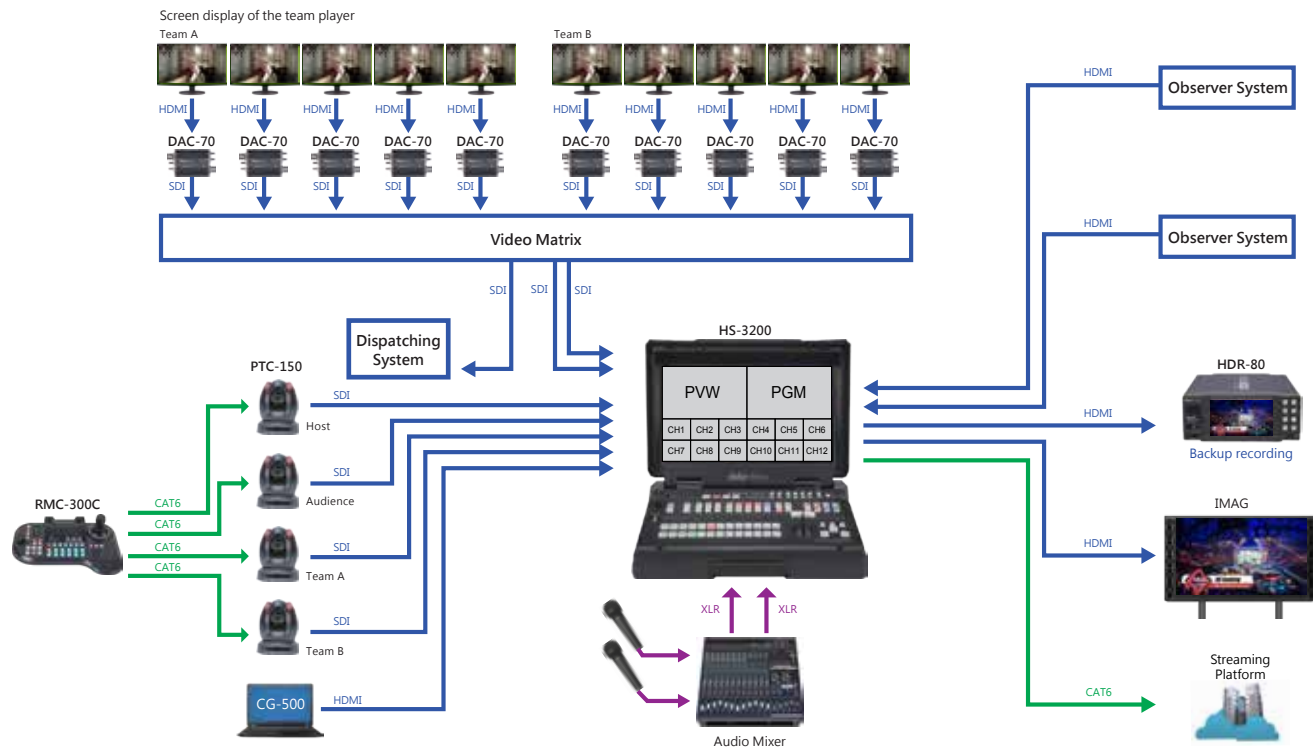 Screen display of the team player
Team A
Team B
HDMI
HDMI
HDMI
HDMI
HDMI
HDMI
HDMI
HDMI
HDMI
HDMI
HDMI
Observer System
DAC-70
DAC-70
DAC-70
DAC-70
DAC-70
DAC-70
DAC-70
DAC-70
DAC-70
DAC-70
SDI
SDI
SDI
SDI
SDI
SDI
SDI
SDI
SDI
SDI
Video Matrix
HDMI
Observer System
SDI
SDI
SDI
Dispatching
System
HS-3200
PTC-150
HDR-80
PVW
PGM
SDI
Host
CH1
CH2
CH3
CH4
CH5
CH6
CH7
CH8
CH9
CH10
CH11
CH12
HDMI
Backup recording
SDI
Audience
RMC-300C
CAT6
CAT6
CAT6
CAT6
IMAG
SDI
Team A
HDMI
XLR
XLR
SDI
Team B
Streaming
Platform
CG-500
HDMI
CAT6
Audio Mixer